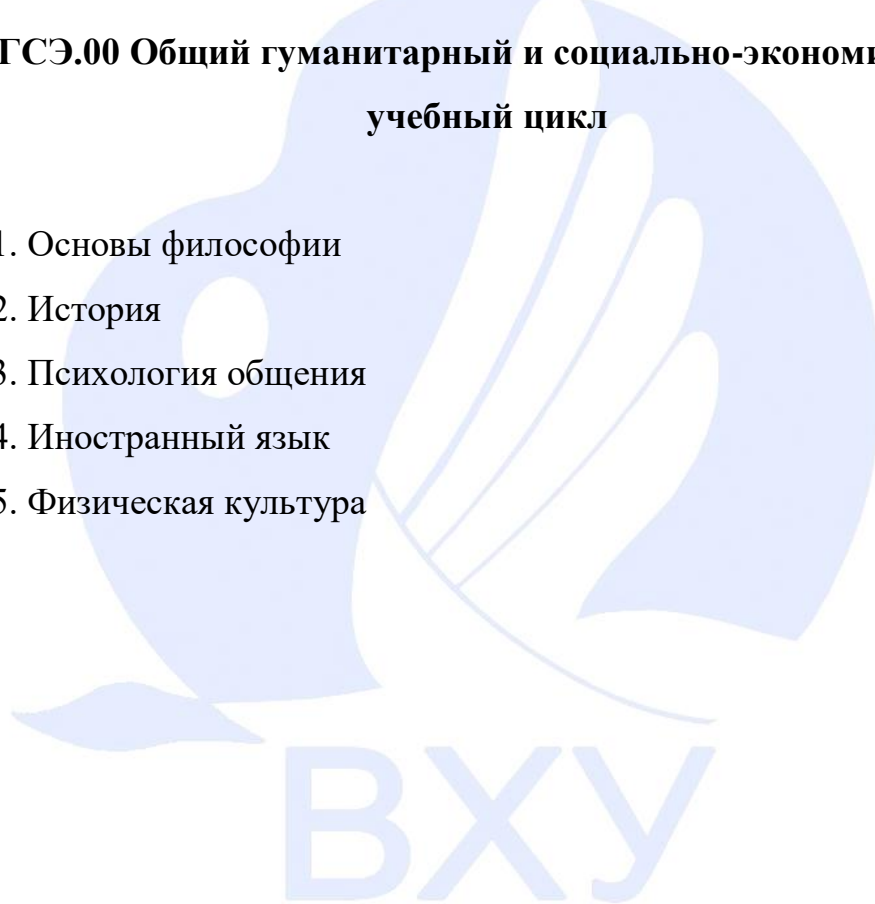 ГСЭ.00 Общий гуманитарный и социально-
учебный цикл
1. Основы философии
2. История
3. Психология общения
4. Иностранный язык
5. Физическая культура
ВХУ